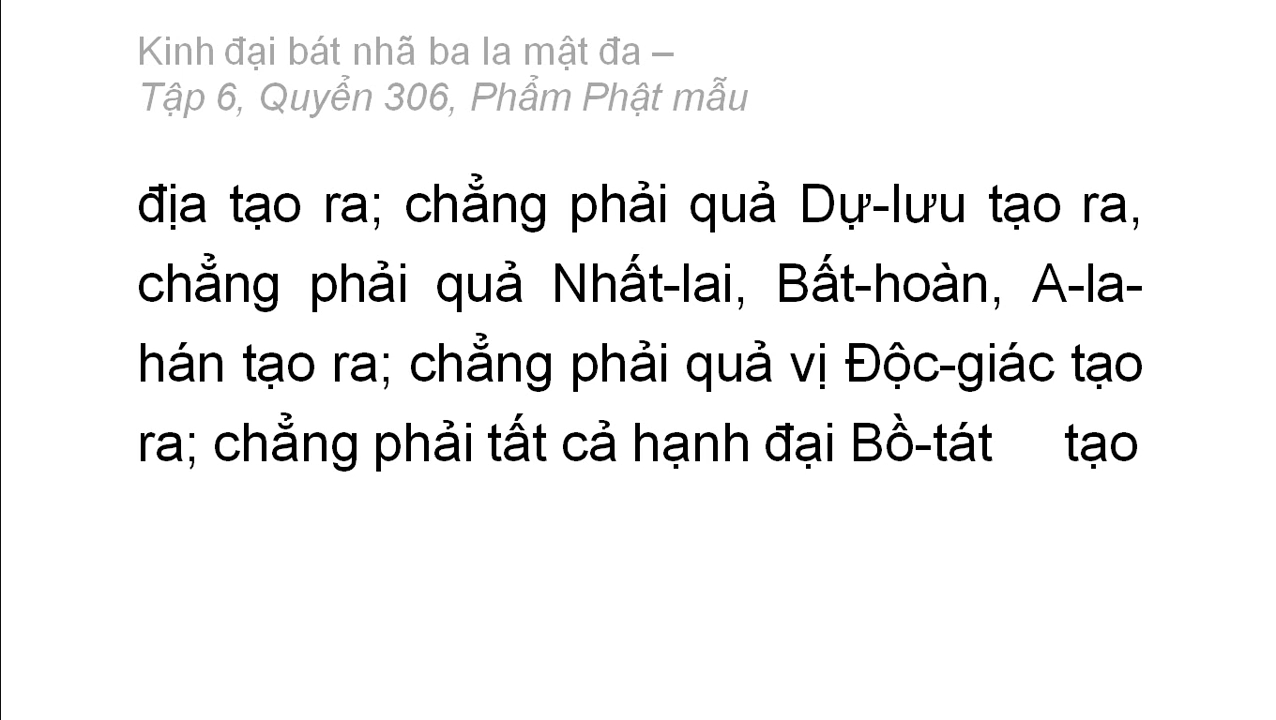 Kinh đại bát nhã ba la mật đa –
Tập 6, Quyển 306, Phẩm Phật mẫu
địa tạo ra; chẳng phải quả Dự-lưu tạo ra,
chẳng phải quả Nhất-lai, Bất-hoàn, A-la-
hán tạo ra; chẳng phải quả vị Độc-giác tạo
ra; chẳng phải tất cả hạnh đại Bồ-tát tạo